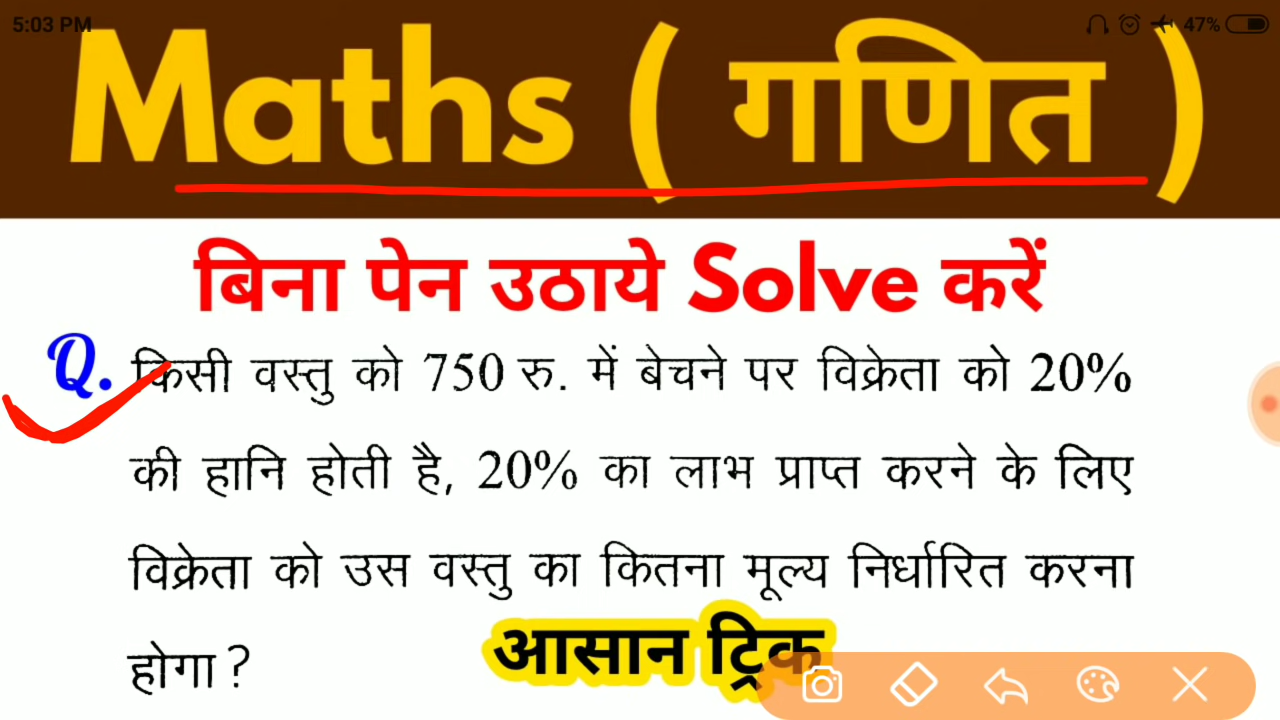 5:03 PM 47%
Maths ( गणित )
बिना पेन उठाये Solve करें
Q. किसी वस्तु को 750 रु. में बेचने पर विक्रेता को 20%
की हानि होती है, 20% का लाभ प्राप्त करने के लिए
विक्रेता को उस वस्तु का कितना मूल्य निर्धारित करना
होगा ?
आसान ट्रिक